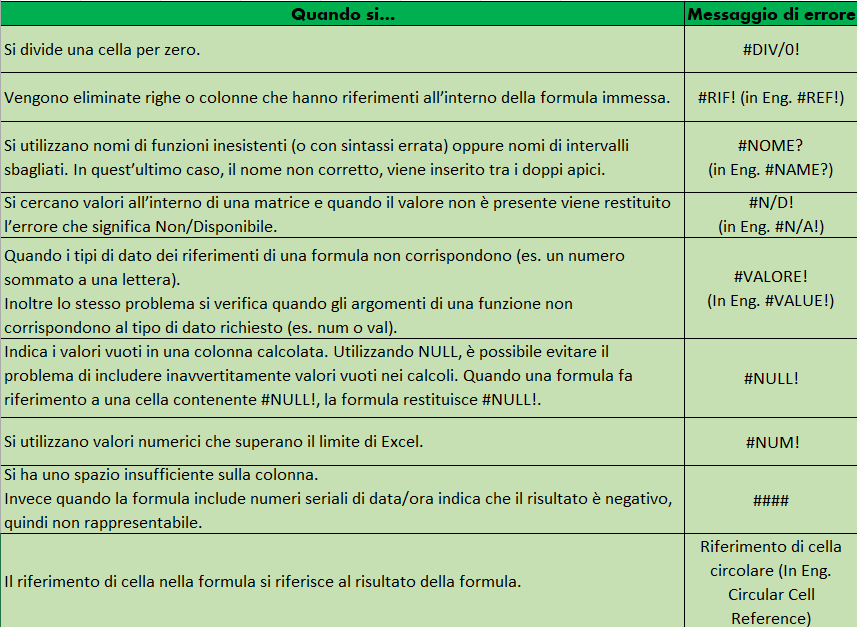 Quando si...
Messaggio di errore
Si divide una cella per zero.
#DIV/0!
Vengono eliminate righe o colonne che hanno riferimenti all’interno della formula immessa.
#RIF! (in Eng. #REF!)
Si utilizzano nomi di funzioni inesistenti (o con sintassi errata) oppure nomi di intervalli
sbagliati. In quest’ultimo caso, il nome non corretto, viene inserito tra i doppi apici.
#NOME?
(in Eng. #NAME?)
Si cercano valori all’interno di una matrice e quando il valore non è presente viene restituito
l’errore che significa Non/Disponibile.
#N/D!
(in Eng. #N/A!)
Quando i tipi di dato dei riferimenti di una formula non corrispondono (es. un numero
sommato a una lettera).
Inoltre lo stesso problema si verifica quando gli argomenti di una funzione non
corrispondono al tipo di dato richiesto (es. num o val).
#VALORE!
(In Eng. #VALUE!)
Indica i valori vuoti in una colonna calcolata. Utilizzando NULL, è possibile evitare il
problema di includere inavvertitamente valori vuoti nei calcoli. Quando una formula fa
riferimento a una cella contenente #NULL!, la formula restituisce #NULL!.
#NULL!
Si utilizzano valori numerici che superano il limite di Excel.
#NUM!
Si ha uno spazio insufficiente sulla colonna.
Invece quando la formula include numeri seriali di data/ora indica che il risultato è negativo,
quindi non rappresentabile.
####
Il riferimento di cella nella formula si riferisce al risultato della formula.
Riferimento di cella
circolare (In Eng.
Circular Cell
Reference)